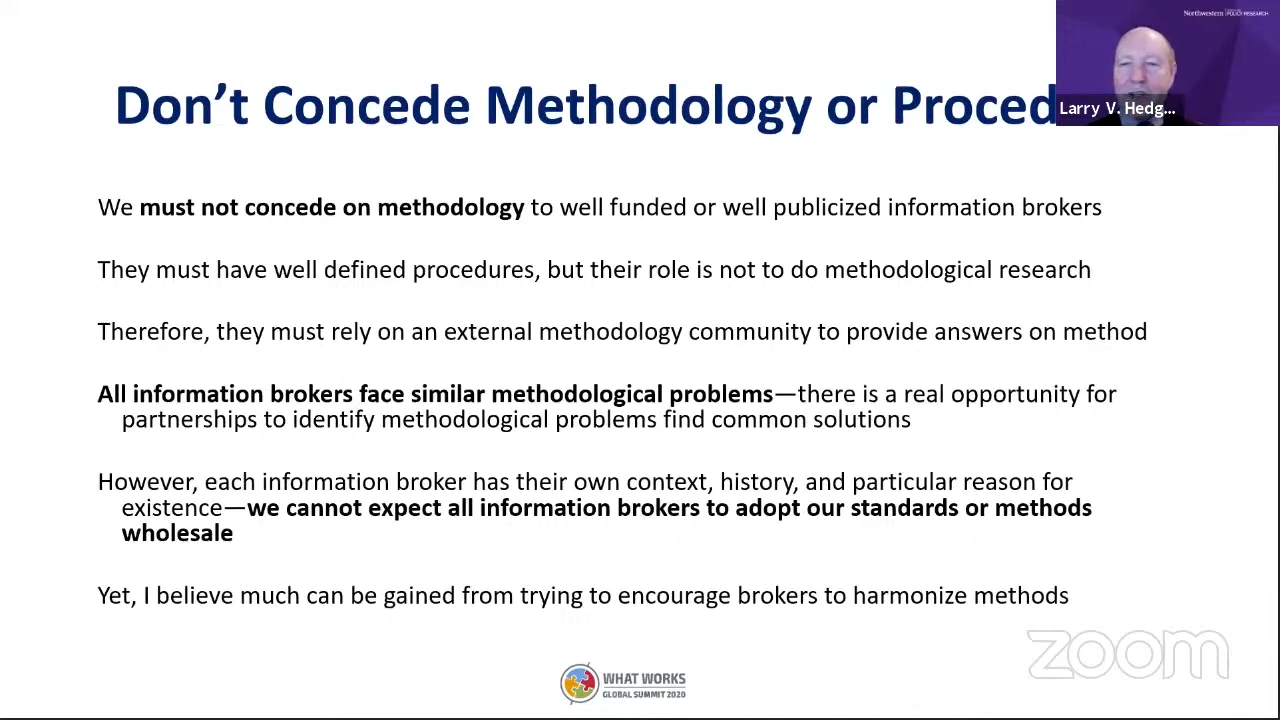 Northwestern
POLICY RESEARCH
Don't Concede Methodology or Proced
Larry V. Hedg...
We must not concede on methodology to well funded or well publicized information brokers
They must have well defined procedures, but their role is not to do methodological research
Therefore, they must rely on an external methodology community to provide answers on method
All information brokers face similar methodological problems—there is a real opportunity for
partnerships to identify methodological problems find common solutions
However, each information broker has their own context, history, and particular reason for
existence—we cannot expect all information brokers to adopt our standards or methods
wholesale
Yet, I believe much can be gained from trying to encourage brokers to harmonize methods
zoom
WHAT WORKS
GLOBAL SUMMIT 2020